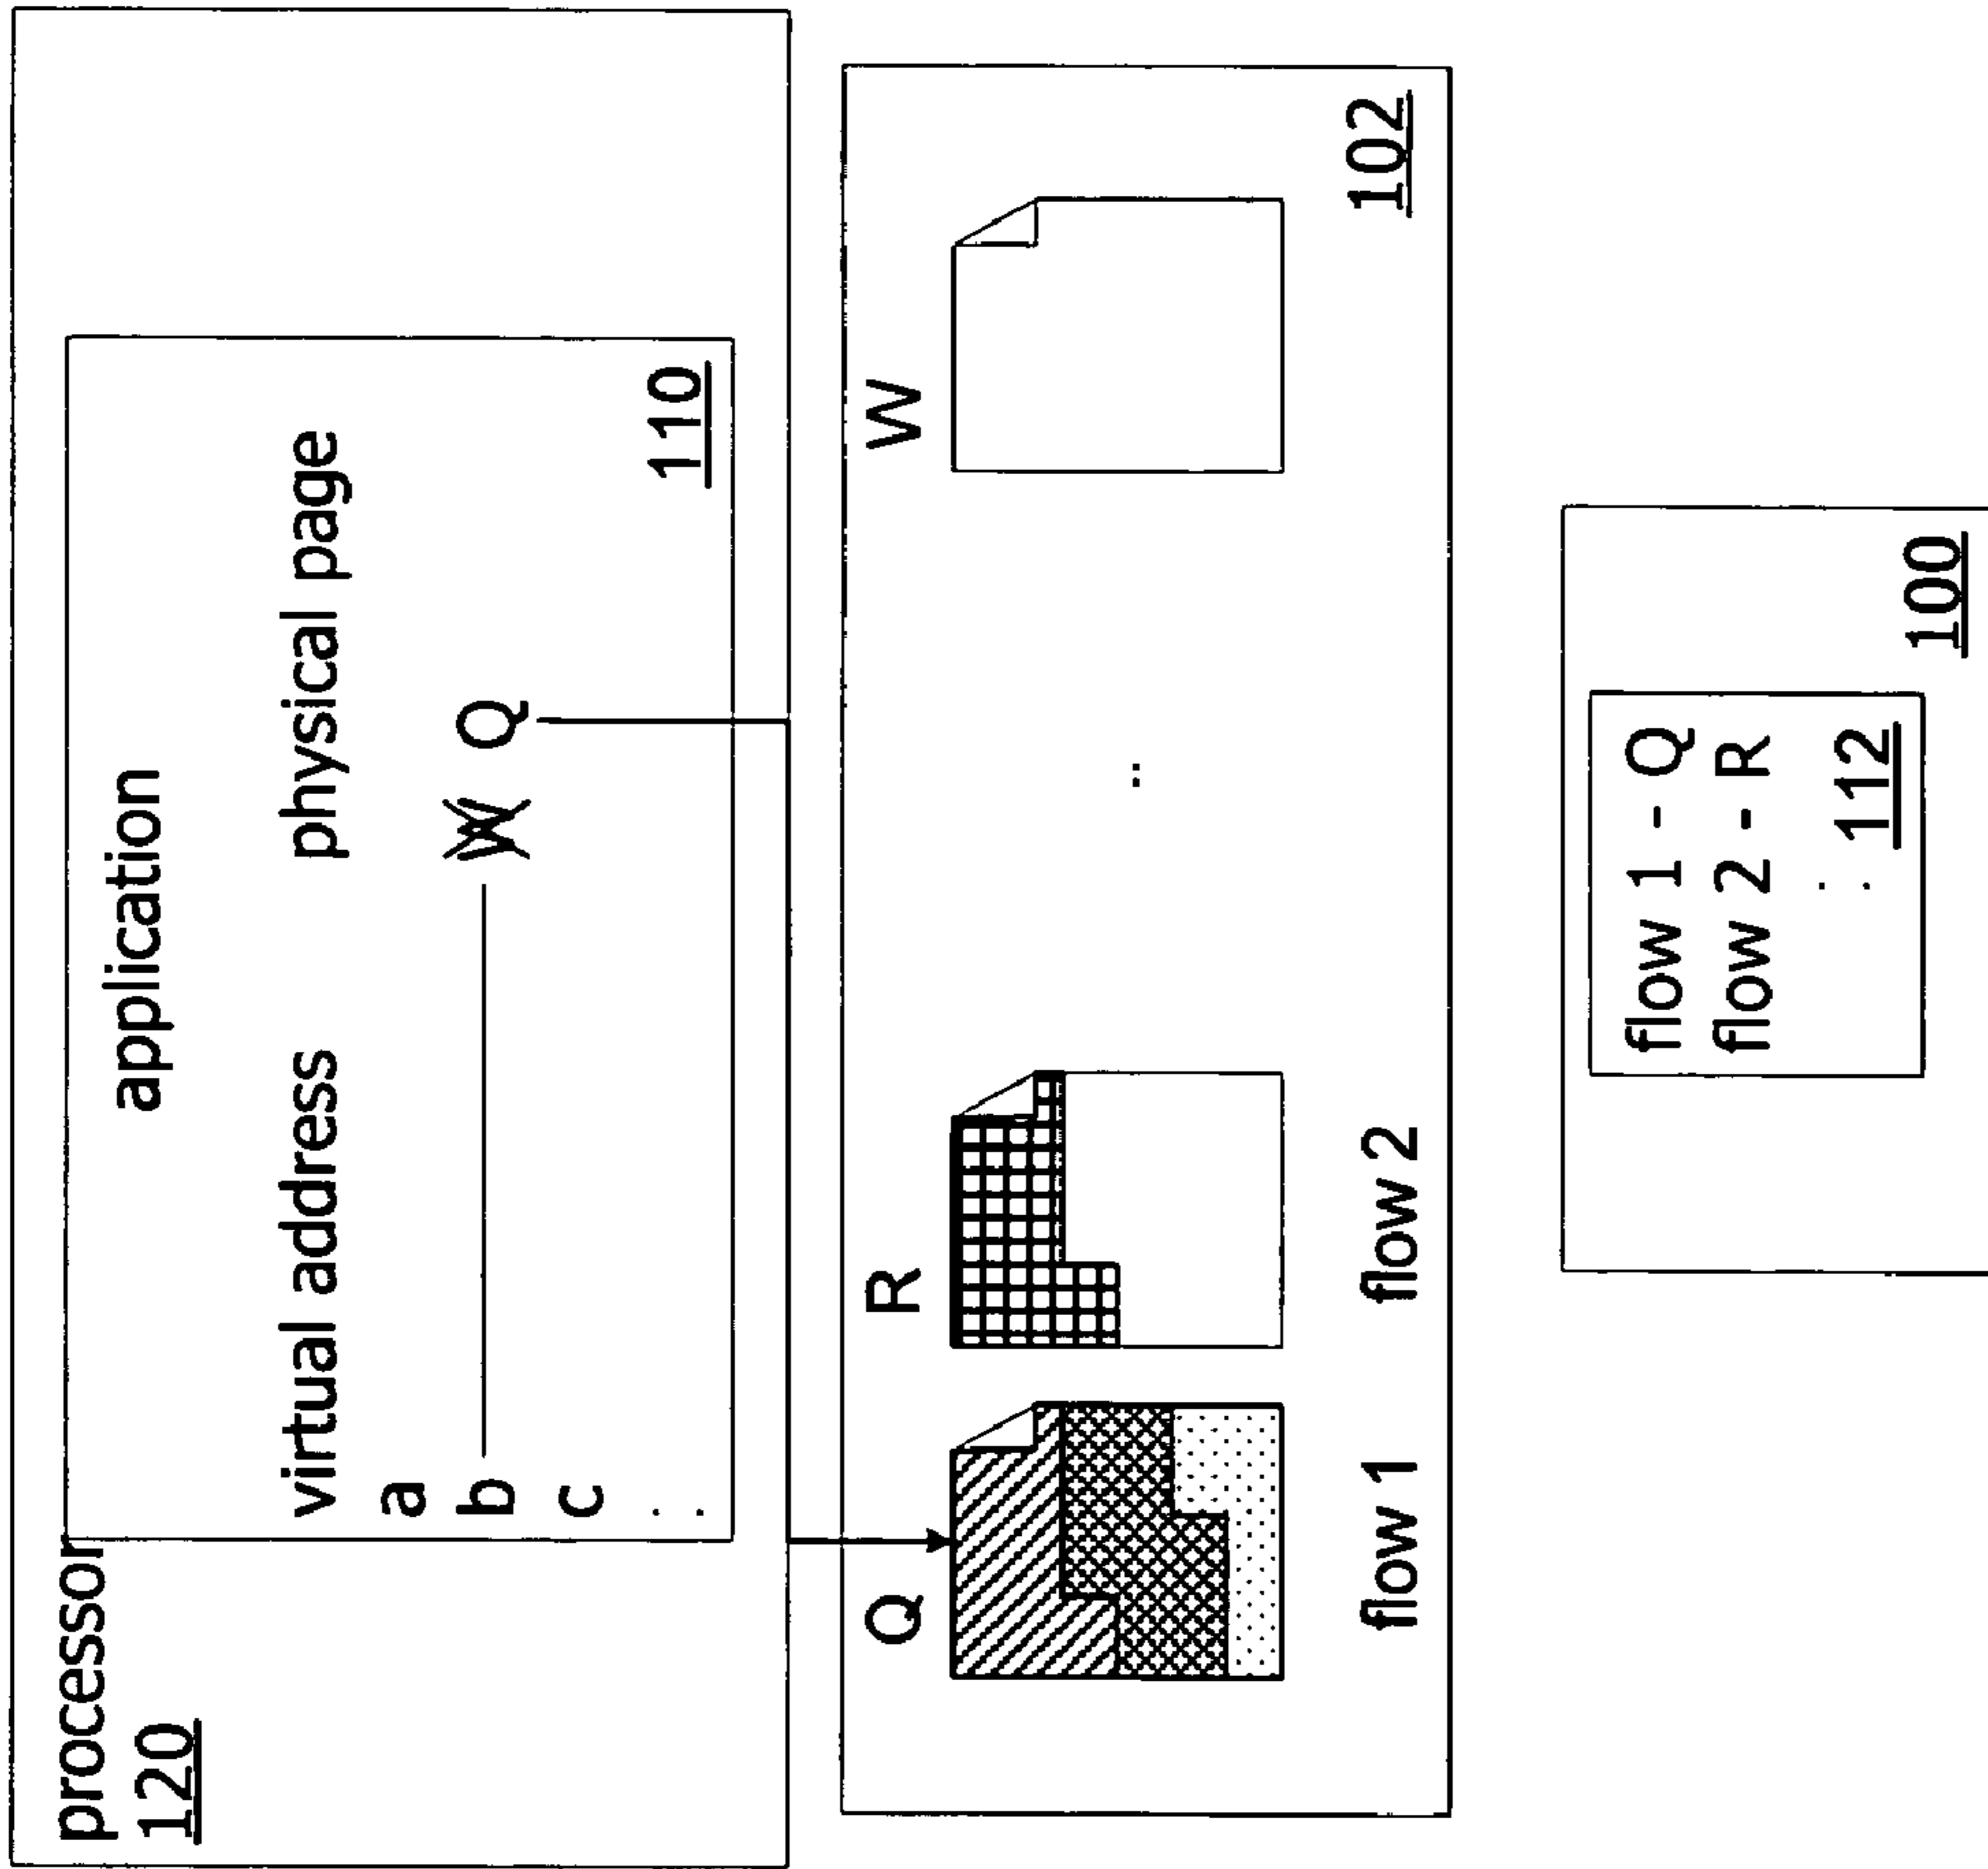 processor
120
application
virtual address physical page
a
b W Q
c
:
110
Q R W
..
flow 1 flow 2
102
flow 1 - Q
flow 2 - R
:
112
100